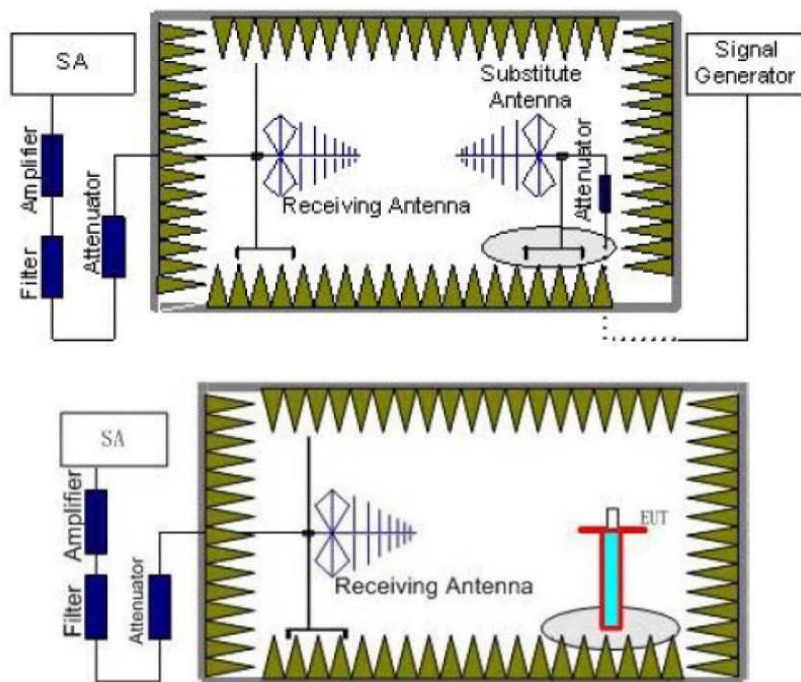 SA
Amplifier
Filter
Attenuator
Receiving Antenna
Substitute
Antenna
Attenuator
Signal
Generator
SA
Amplifier
Filter
Attenuator
Receiving Antenna
EUT